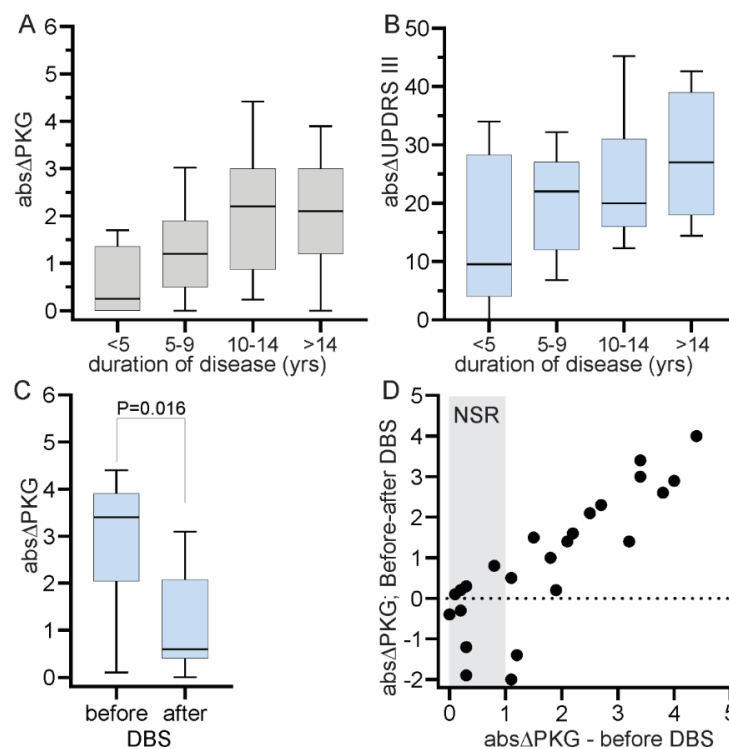 A
absΔPKG
6
5
4
3
2
1
0
<5 5-9 10-14 >14
duration of disease (yrs)
B
absΔUPDRS III
50
40
30
20
10
0
<5 5-9 10-14 >14
duration of disease (yrs)
C
P=0.016
absΔPKG
6
5
4
3
2
1
0
before after
DBS
D
NSR
absΔPKG; Before-after DBS
5
4
3
2
1
0
-1
-2
0 1 2 3 4 5
absΔPKG - before DBS